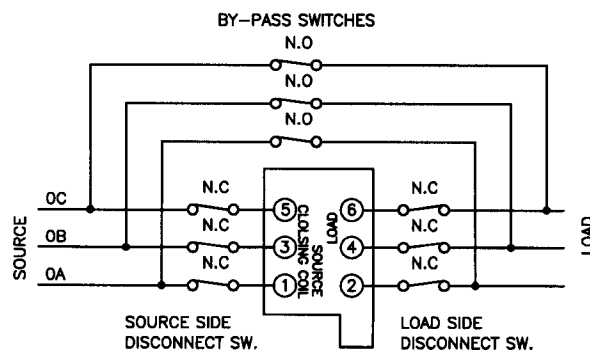 BY-PASS SWITCHES
N.O
N.O
N.O
SOURCE
0C
N.C
5
6
N.C
0B
N.C
3
4
N.C
0A
N.C
1
2
N.C
CLOLSING COIL
SOURCE
LOAD
LOAD
SOURCE SIDE
DISCONNECT SW.
LOAD SIDE
DISCONNECT SW.